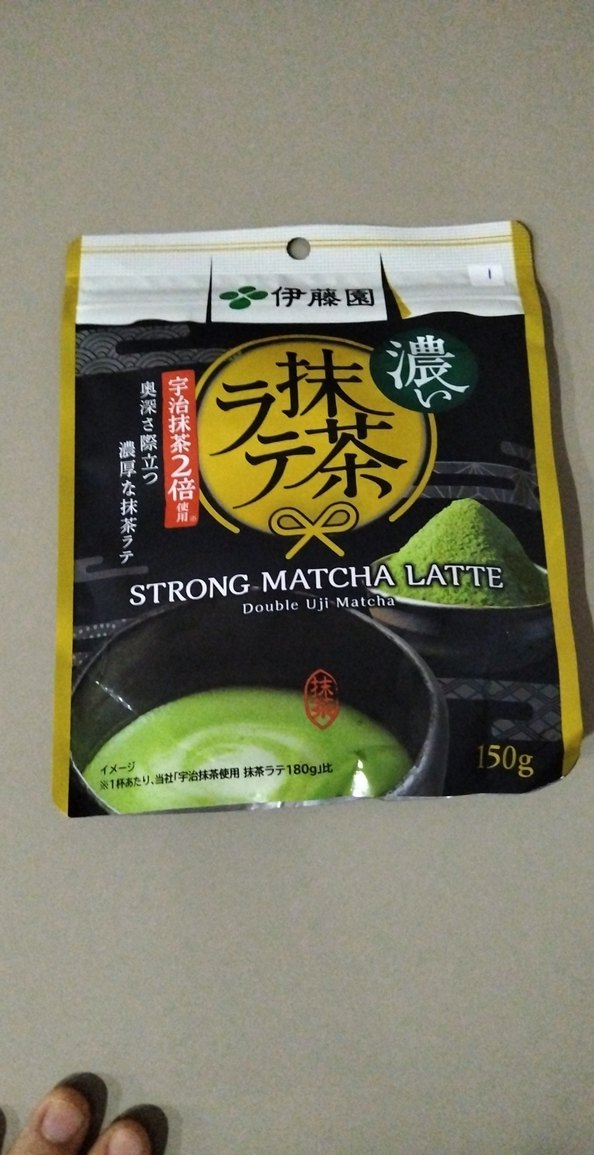 1
伊藤園
濃い
抹茶
ラテ
宇治抹茶2倍使用※
奥深さ際立つ
濃厚な抹茶ラテ
STRONG MATCHA LATTE
Double Uji Matcha
抹茶
150g
イメージ
※1杯あたり、当社「宇治抹茶使用 抹茶ラテ180g」比